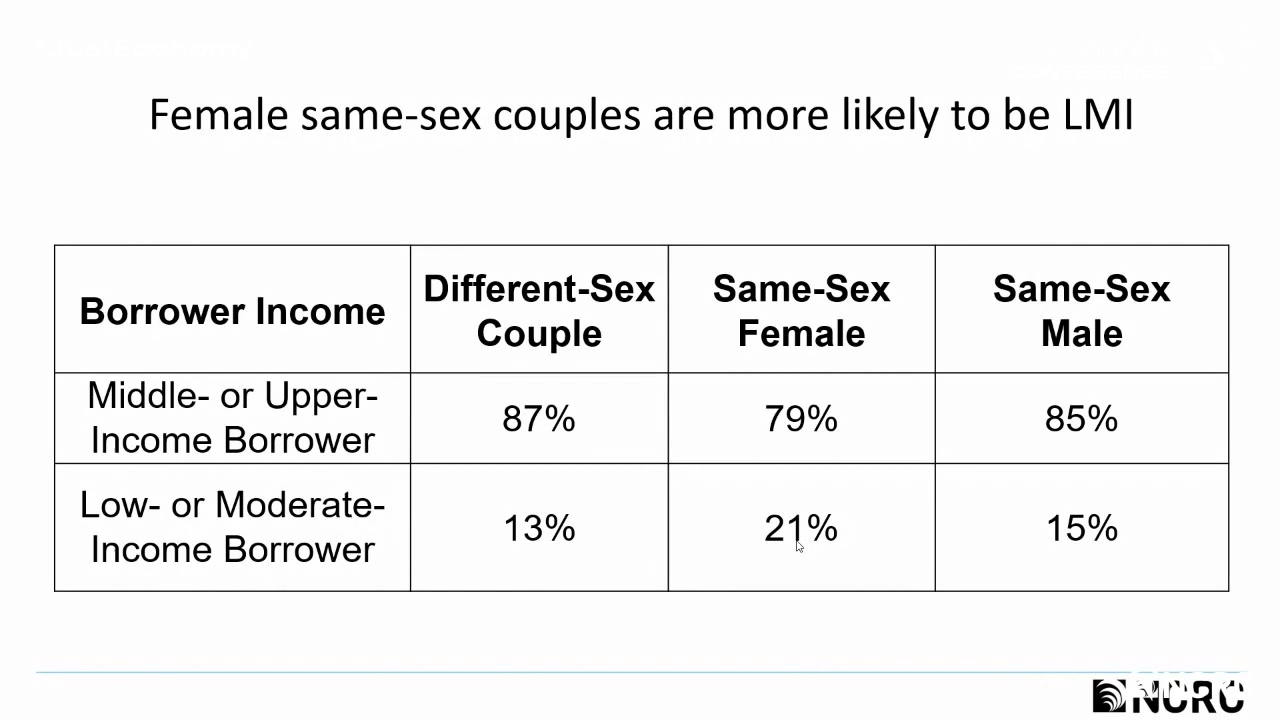 Female same-sex couples are more likely to be LMI
Borrower Income
Different-Sex
Couple
Same-Sex
Female
Same-Sex
Male
Middle- or Upper-
Income Borrower
87%
79%
85%
Low- or Moderate-
Income Borrower
13%
21%
15%
NCRC